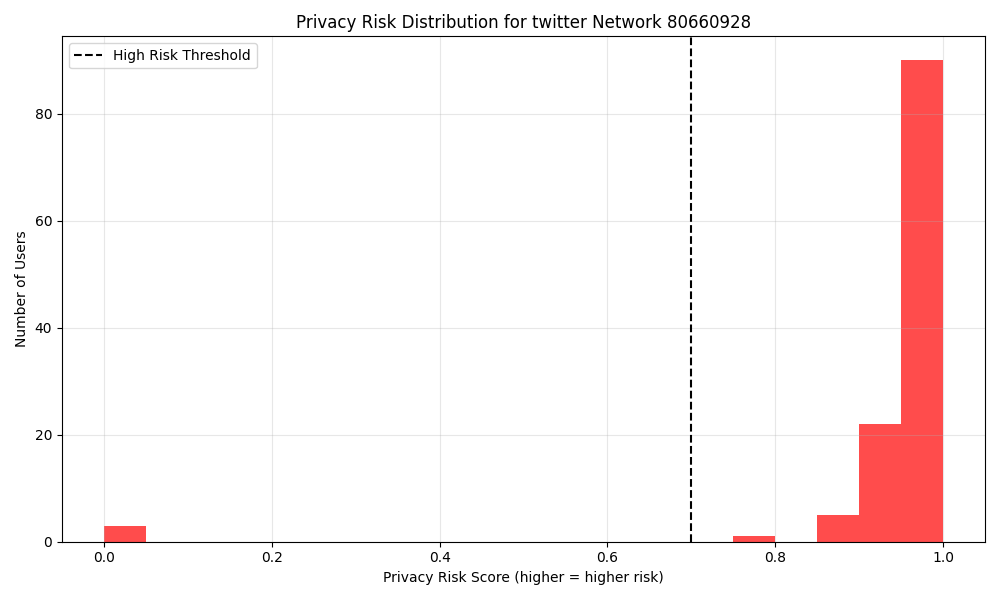 Privacy Risk Distribution for twitter Network 80660928
High Risk Threshold
Number of Users
80
60
40
20
0
0.0 0.2 0.4 0.6 0.8 1.0
Privacy Risk Score (higher = higher risk)